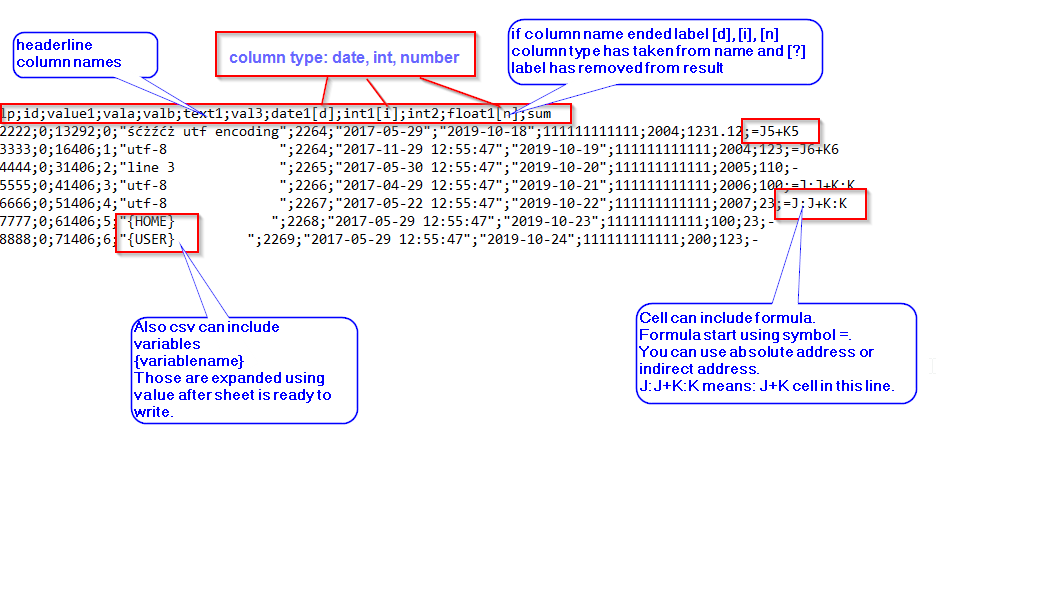 headerline
column names
column type: date, int, number
if column name ended label [d], [i], [n]
column type has taken from name and [?]
label has removed from result
lp;id;value1;vala;valb;text1;val3;date1[d];int1[i];int2;float1[n];sum
2222;0;13292;0;"śćżźćż utf encoding";2264;"2017-05-29";"2019-10-18";111111111111;2004;1231.12;=J5+K5
3333;0;16406;1;"utf-8 ";2264;"2017-11-29 12:55:47";"2019-10-19";111111111111;2004;123;=J6+K6
4444;0;31406;2;"line 3 ";2265;"2017-05-30 12:55:47";"2019-10-20";111111111111;2005;110;-
5555;0;41406;3;"utf-8 ";2266;"2017-04-29 12:55:47";"2019-10-21";111111111111;2006;100;=J:J+K:K
6666;0;51406;4;"utf-8 ";2267;"2017-05-22 12:55:47";"2019-10-22";111111111111;2007;23;=J:J+K:K
7777;0;61406;5;"{HOME} ";2268;"2017-05-29 12:55:47";"2019-10-23";111111111111;100;23;-
8888;0;71406;6;"{USER} ";2269;"2017-05-29 12:55:47";"2019-10-24";111111111111;200;123;-
Also csv can include
variables
{variablename}
Those are expanded using
value after sheet is ready to
write.
Cell can include formula.
Formula start using symbol =.
You can use absolute address or
indirect address.
J:J+K:K means: J+K cell in this line.